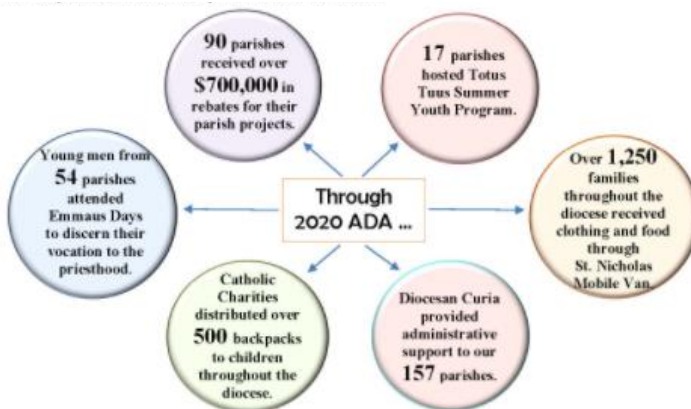 90 parishes
received over
$700,000 in
rebates for their
parish projects.
17 parishes
hosted Totus
Tuus Summer
Youth Program.
Young men from
54 parishes
attended
Emmaus Days
to discern their
vocation to the
priesthood.
Through
2020 ADA ...
Over 1,250
families
throughout the
diocese received
clothing and food
through
St. Nicholas
Mobile Van.
Catholic
Charities
distributed over
500 backpacks
to children
throughout the
diocese.
Diocesan Curia
provided
administrative
support to our
157 parishes.